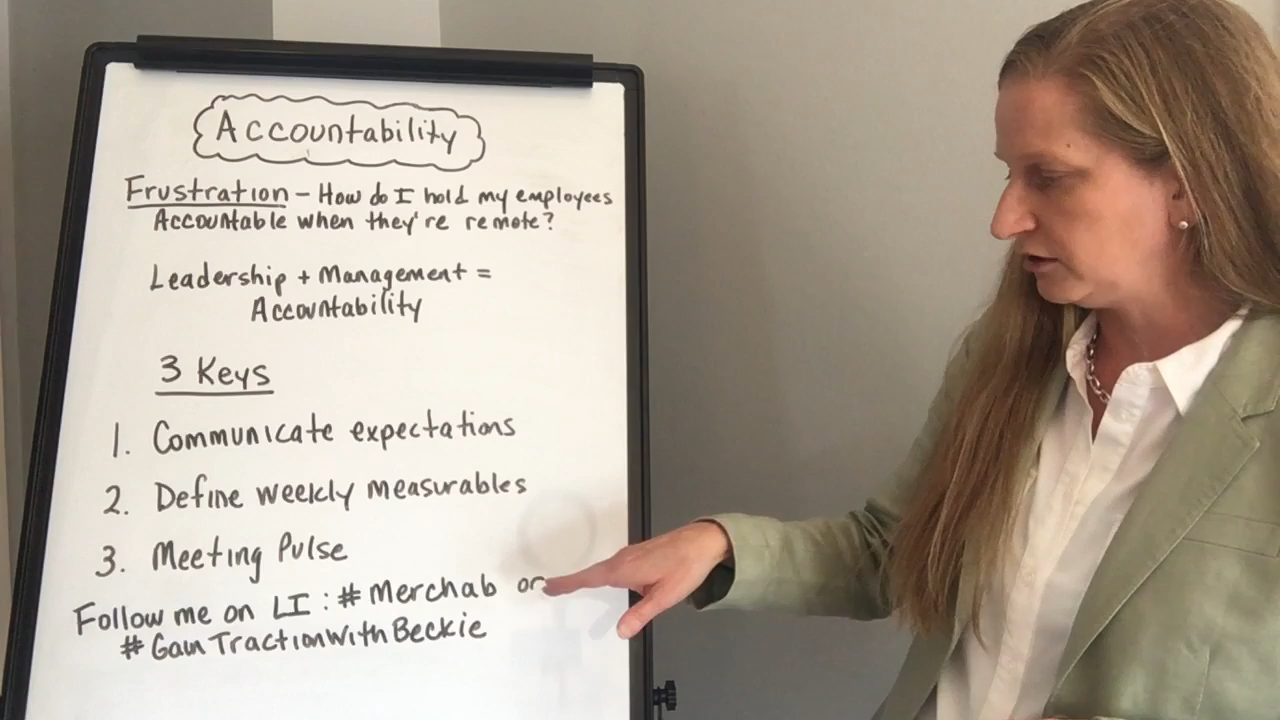 Accountability
Frustration - How do I hold my employees
Accountable when they're remote?
Leadership + Management =
Accountability
3 Keys
1. Communicate expectations
2. Define weekly measurables
3. Meeting Pulse
Follow me on LI: #Merchab or
#GainTractionWithBeckie